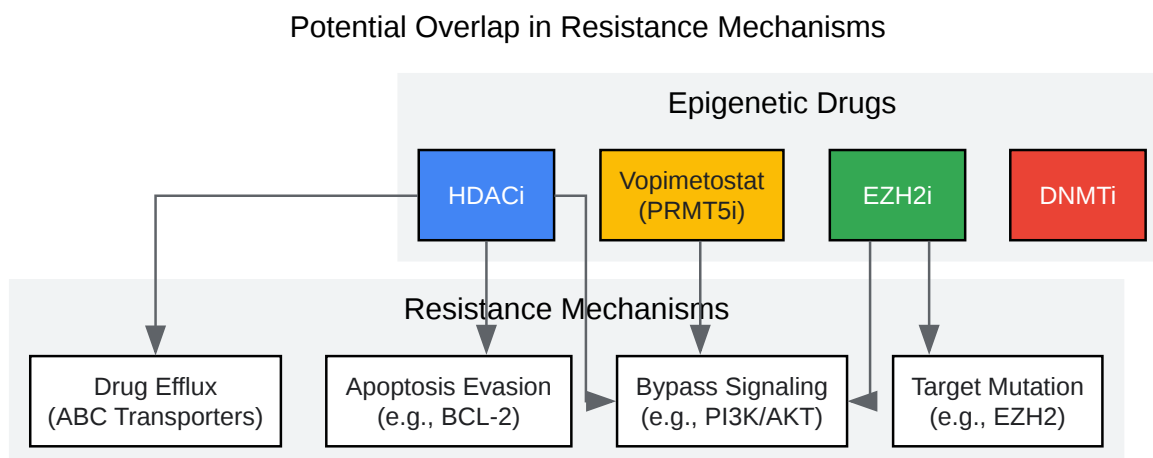 Potential Overlap in Resistance Mechanisms
Epigenetic Drugs
HDACi
Vopimetostat
(PRMT5i)
EZH2i
DNMTi
Resistance Mechanisms
Drug Efflux
(ABC Transporters)
Apoptosis Evasion
(e.g., BCL-2)
Bypass Signaling
(e.g., PI3K/AKT)
Target Mutation
(e.g., EZH2)